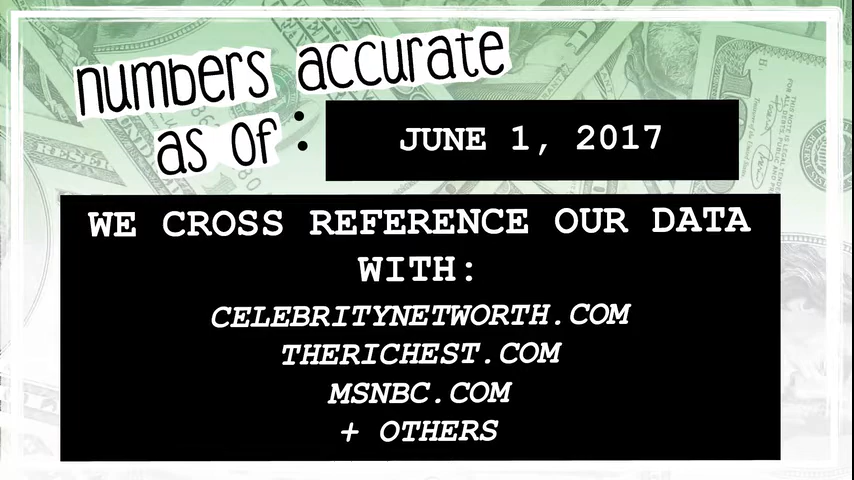 numbers accurate
as of:
JUNE 1, 2017
WE CROSS REFERENCE OUR DATA
WITH:
CELEBRITYNETWORTH.COM
THERICHEST.COM
MSNBC.COM
+ OTHERS